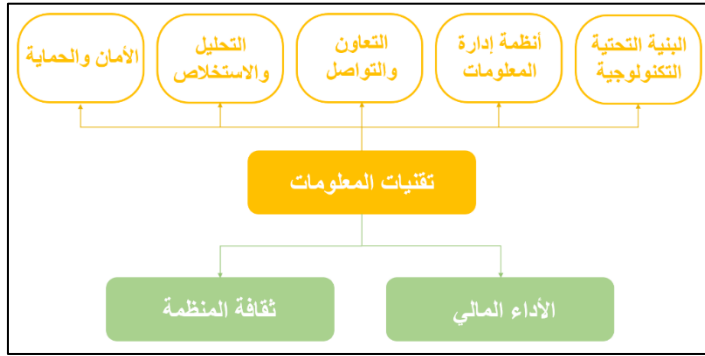 البنية التحتية
التكنولوجية
أنظمة إدارة
المعلومات
التعاون
والتواصل
التحليل
والاستخلاص
الأمان والحماية
تقنيات المعلومات
الأداء المالي
ثقافة المنظمة